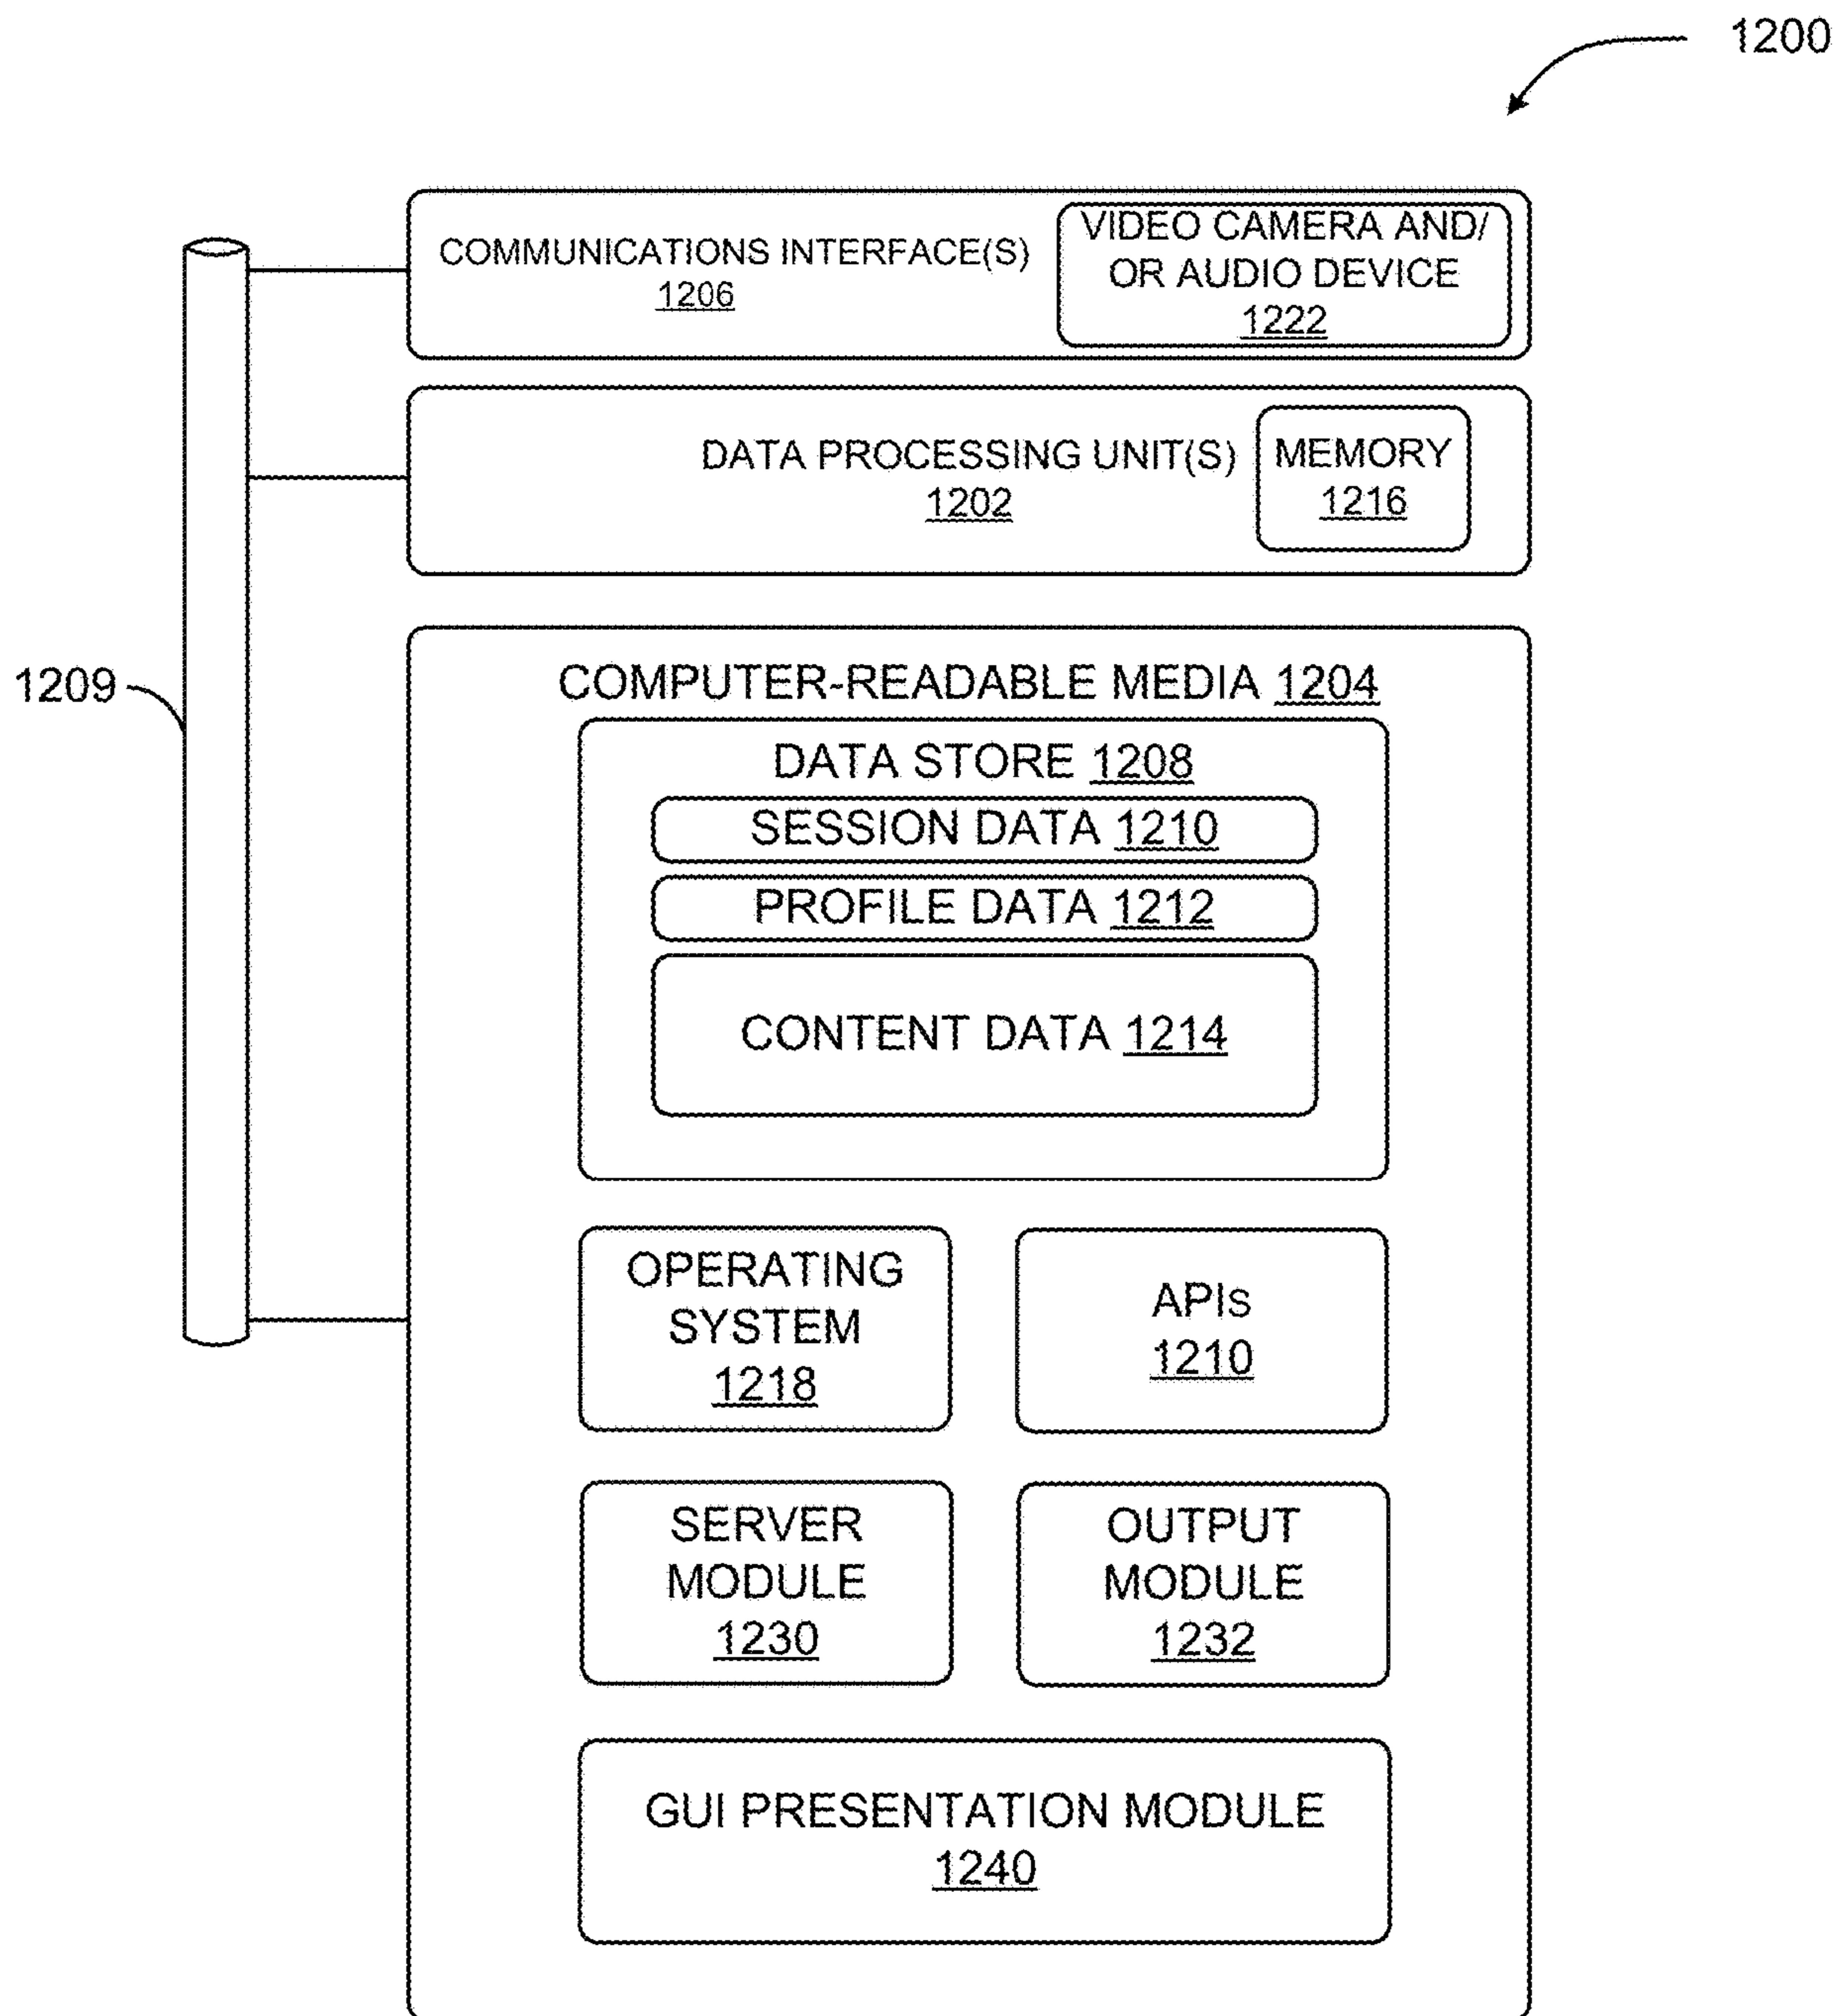 1200
COMMUNICATIONS INTERFACE(S)
1206
VIDEO CAMERA AND/
OR AUDIO DEVICE
1222
DATA PROCESSING UNIT(S)
1202
MEMORY
1216
1209
COMPUTER-READABLE MEDIA 1204
DATA STORE 1208
SESSION DATA 1210
PROFILE DATA 1212
CONTENT DATA 1214
OPERATING
SYSTEM
1218
APIs
1210
SERVER
MODULE
1230
OUTPUT
MODULE
1232
GUI PRESENTATION MODULE
1240